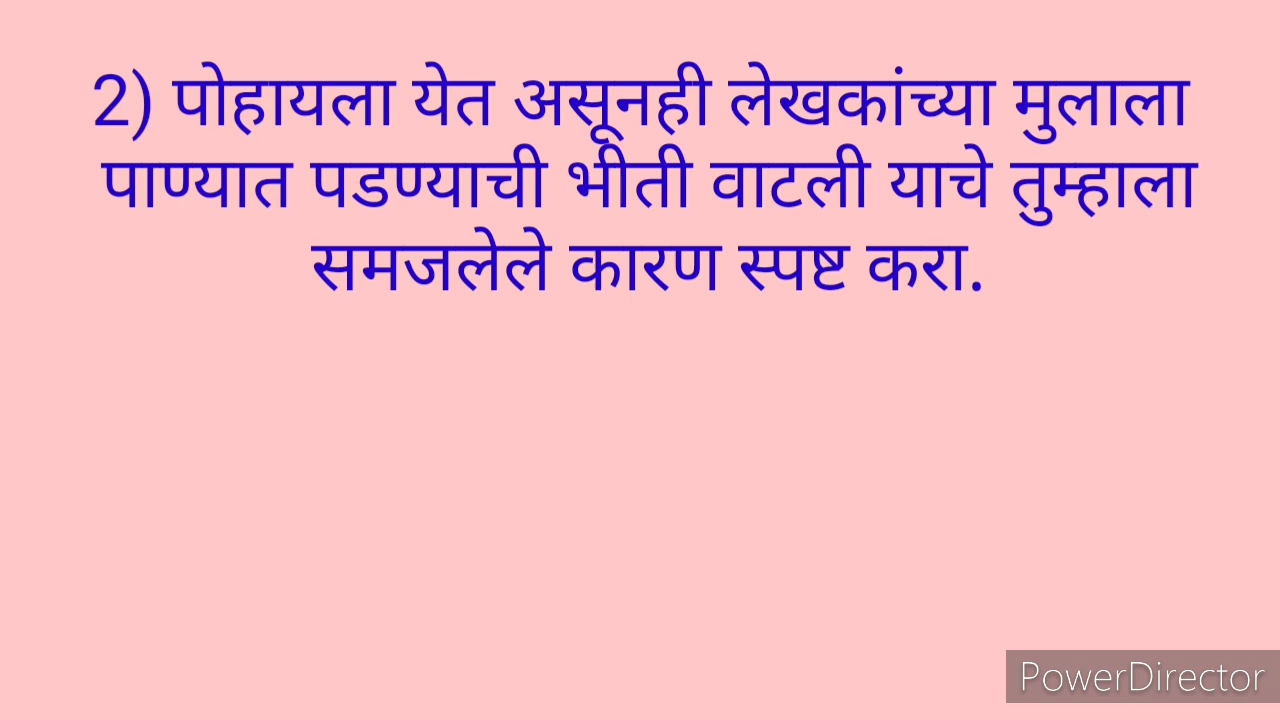 2) पोहायला येत असूनही लेखकांच्या मुलाला
पाण्यात पडण्याची भीती वाटली याचे तुम्हाला
समजलेले कारण स्पष्ट करा.
PowerDirector